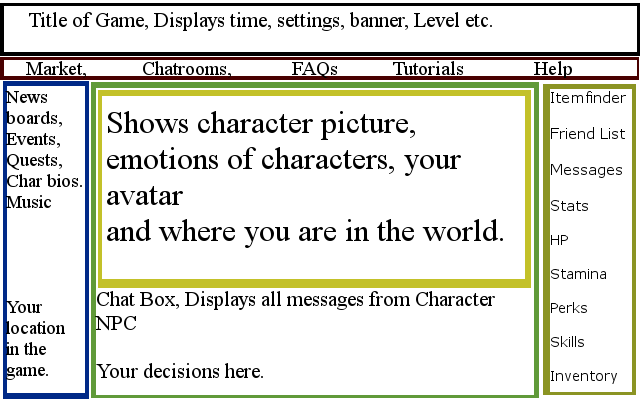 Title of Game, Displays time, settings, banner, Level etc.
Market, Chatrooms, FAQs Tutorials Help
News
boards,
Events,
Quests,
Char bios.
Music
Your
location
in the
game.
Shows character picture,
emotions of characters, your
avatar
and where you are in the world.
Chat Box, Displays all messages from Character
NPC
Your decisions here.
Itemfinder
Friend List
Messages
Stats
HP
Stamina
Perks
Skills
Inventory